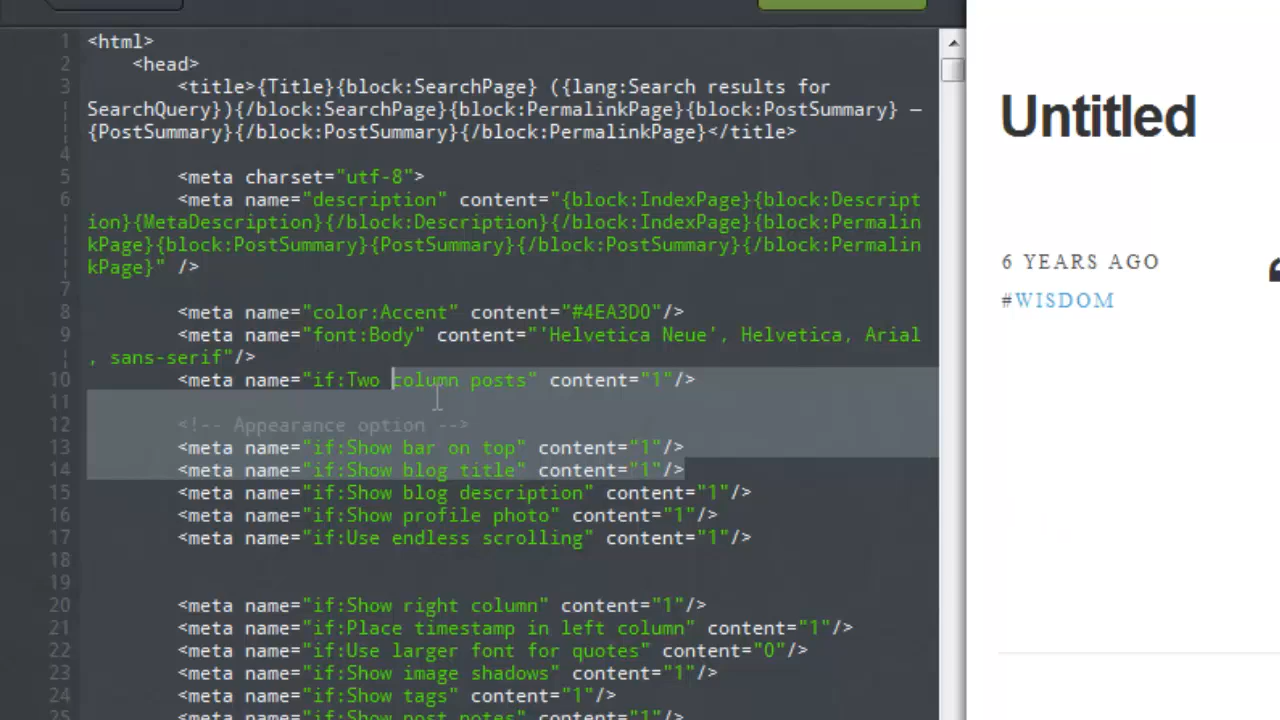 1 <html>
2 <head>
3 <title>{Title}{block:SearchPage} ({lang:Search results for
SearchQuery}){/block:SearchPage}{block:PermalinkPage}{block:PostSummary} —
{PostSummary}{/block:PostSummary}{/block:PermalinkPage}</title>
4
5 <meta charset="utf-8">
6 <meta name="description" content="{block:IndexPage}{block:Descript
ion}{MetaDescription}{/block:Description}{/block:IndexPage}{block:Permalin
kPage}{block:PostSummary}{PostSummary}{/block:PostSummary}{/block:Permalin
kPage}" />
7
8 <meta name="color:Accent" content="#4EA3D0"/>
9 <meta name="font:Body" content="'Helvetica Neue', Helvetica, Arial
, sans-serif"/>
10 <meta name="if:Two column posts" content="1"/>
11
12 <!-- Appearance option -->
13 <meta name="if:Show bar on top" content="1"/>
14 <meta name="if:Show blog title" content="1"/>
15 <meta name="if:Show blog description" content="1"/>
16 <meta name="if:Show profile photo" content="1"/>
17 <meta name="if:Use endless scrolling" content="1"/>
18
19
20 <meta name="if:Show right column" content="1"/>
21 <meta name="if:Place timestamp in left column" content="1"/>
22 <meta name="if:Use larger font for quotes" content="0"/>
23 <meta name="if:Show image shadows" content="1"/>
24 <meta name="if:Show tags" content="1"/>
25 <meta name="if:Show post notes" content="1"/>
Untitled
6 YEARS AGO
#WISDOM